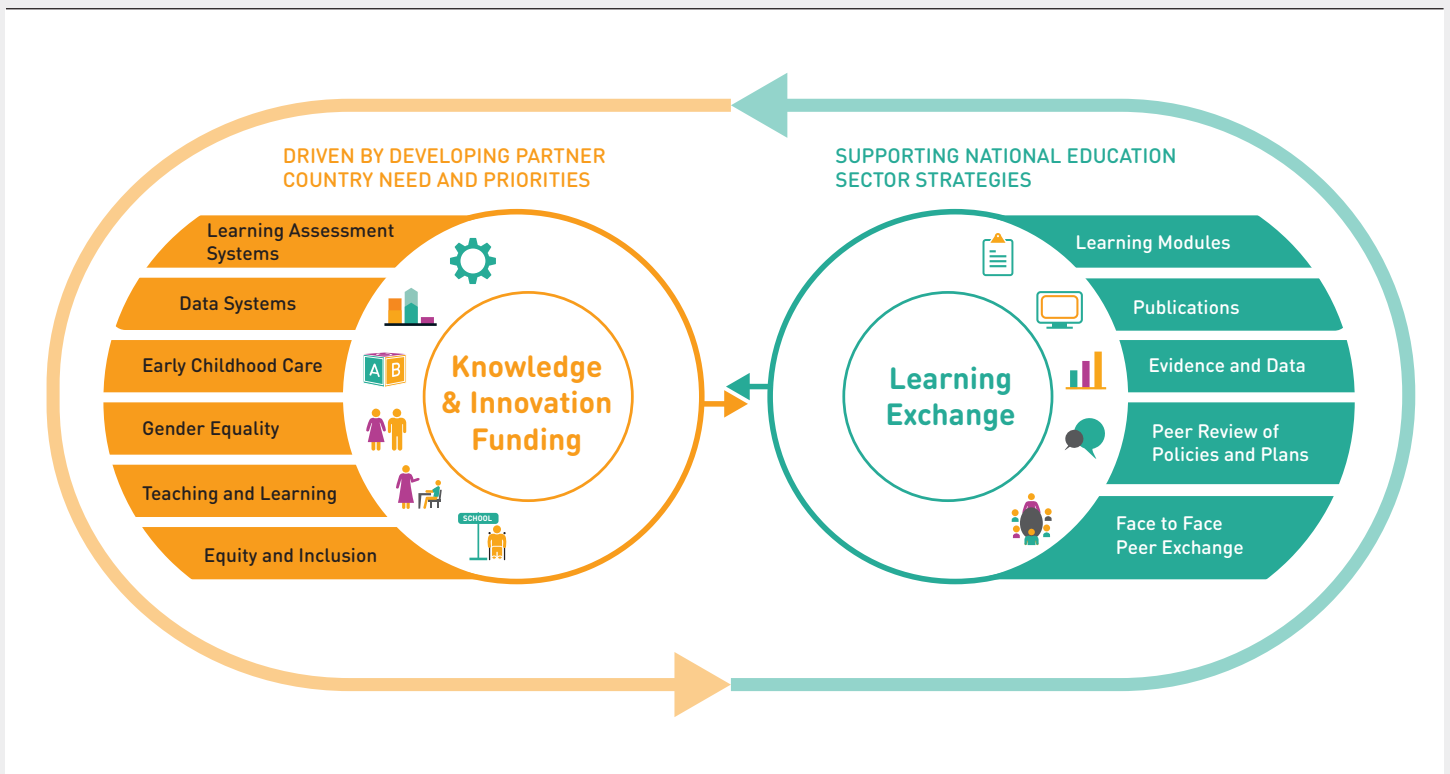 DRIVEN BY DEVELOPING PARTNER
COUNTRY NEED AND PRIORITIES
Learning Assessment
Systems
Data Systems
Early Childhood Care
Gender Equality
Teaching and Learning
Equity and Inclusion
A B
SCHOOL
Knowledge
& Innovation
Funding
SUPPORTING NATIONAL EDUCATION
SECTOR STRATEGIES
Learning
Exchange
Learning Modules
Publications
Evidence and Data
Peer Review of
Policies and Plans
Face to Face
Peer Exchange